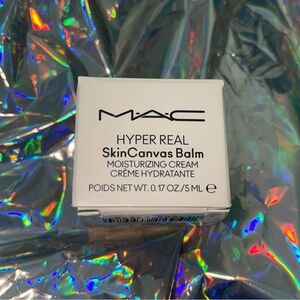 MAC
HYPER REAL
SkinCanvas Balm
MOISTURIZING CREAM
CRÈME HYDRATANTE
POIDS NET WT. 0.17 OZ/5 ML ℮